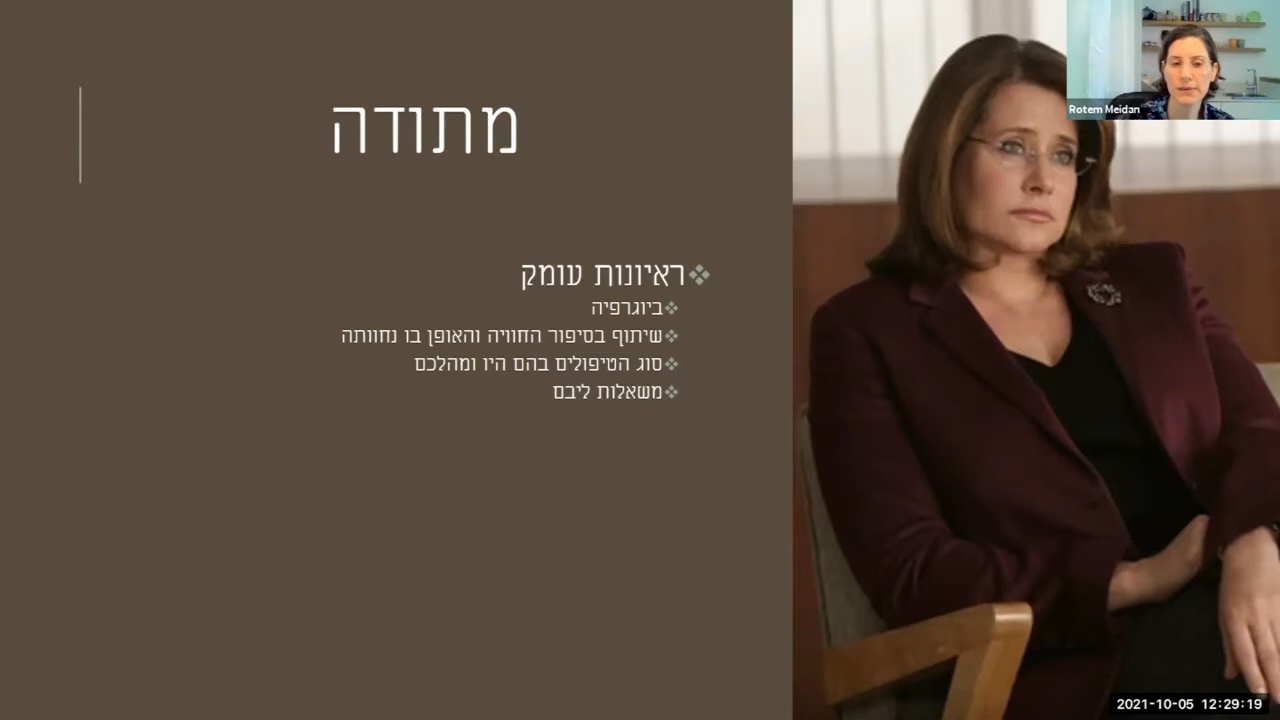 מתודה
ראיונות עומק
ביוגרפיה
שיתוף בסיפור החוויה והאופן בו נחוותה
סוג הטיפולים בהם היו ומהלכם
משאלות ליבם
Rotem Meidan
2021-10-05 12:29:19